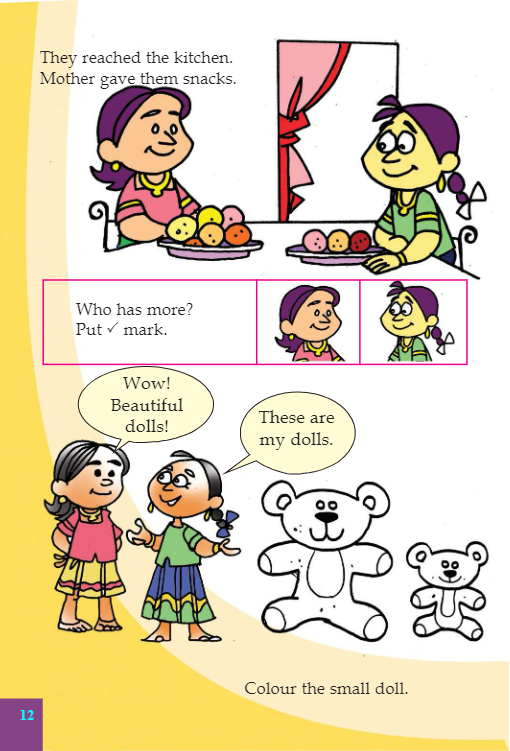 They reached the kitchen.
Mother gave them snacks.
Who has more?
Put ✓ mark.
Wow!
Beautiful
dolls!
These are
my dolls.
Colour the small doll.
12